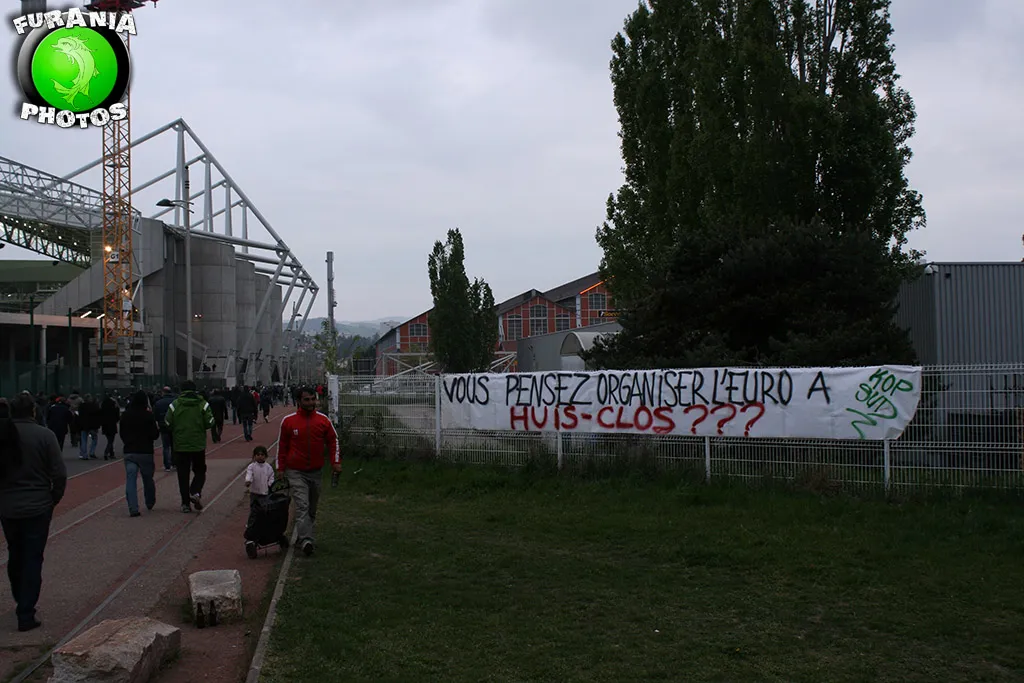 FURANIA
PHOTOS
VOUS PENSEZ ORGANISER L'EURO A
HUIS-CLOS???
KOP
SUD